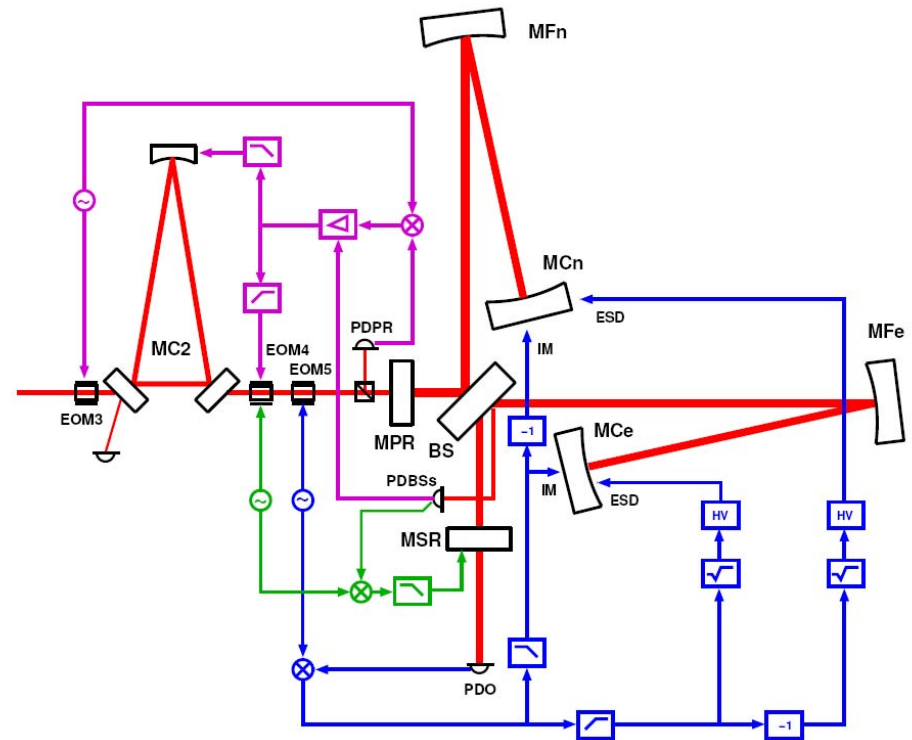 MFn
MCn
ESD
PDPR
IM
MFe
EOM4
MC2
EOM5
EOM3
MPR
BS
-1
MCe
PDBSs
IM
ESD
HV
HV
MSR
√
√
PDO
-1
~
~
~